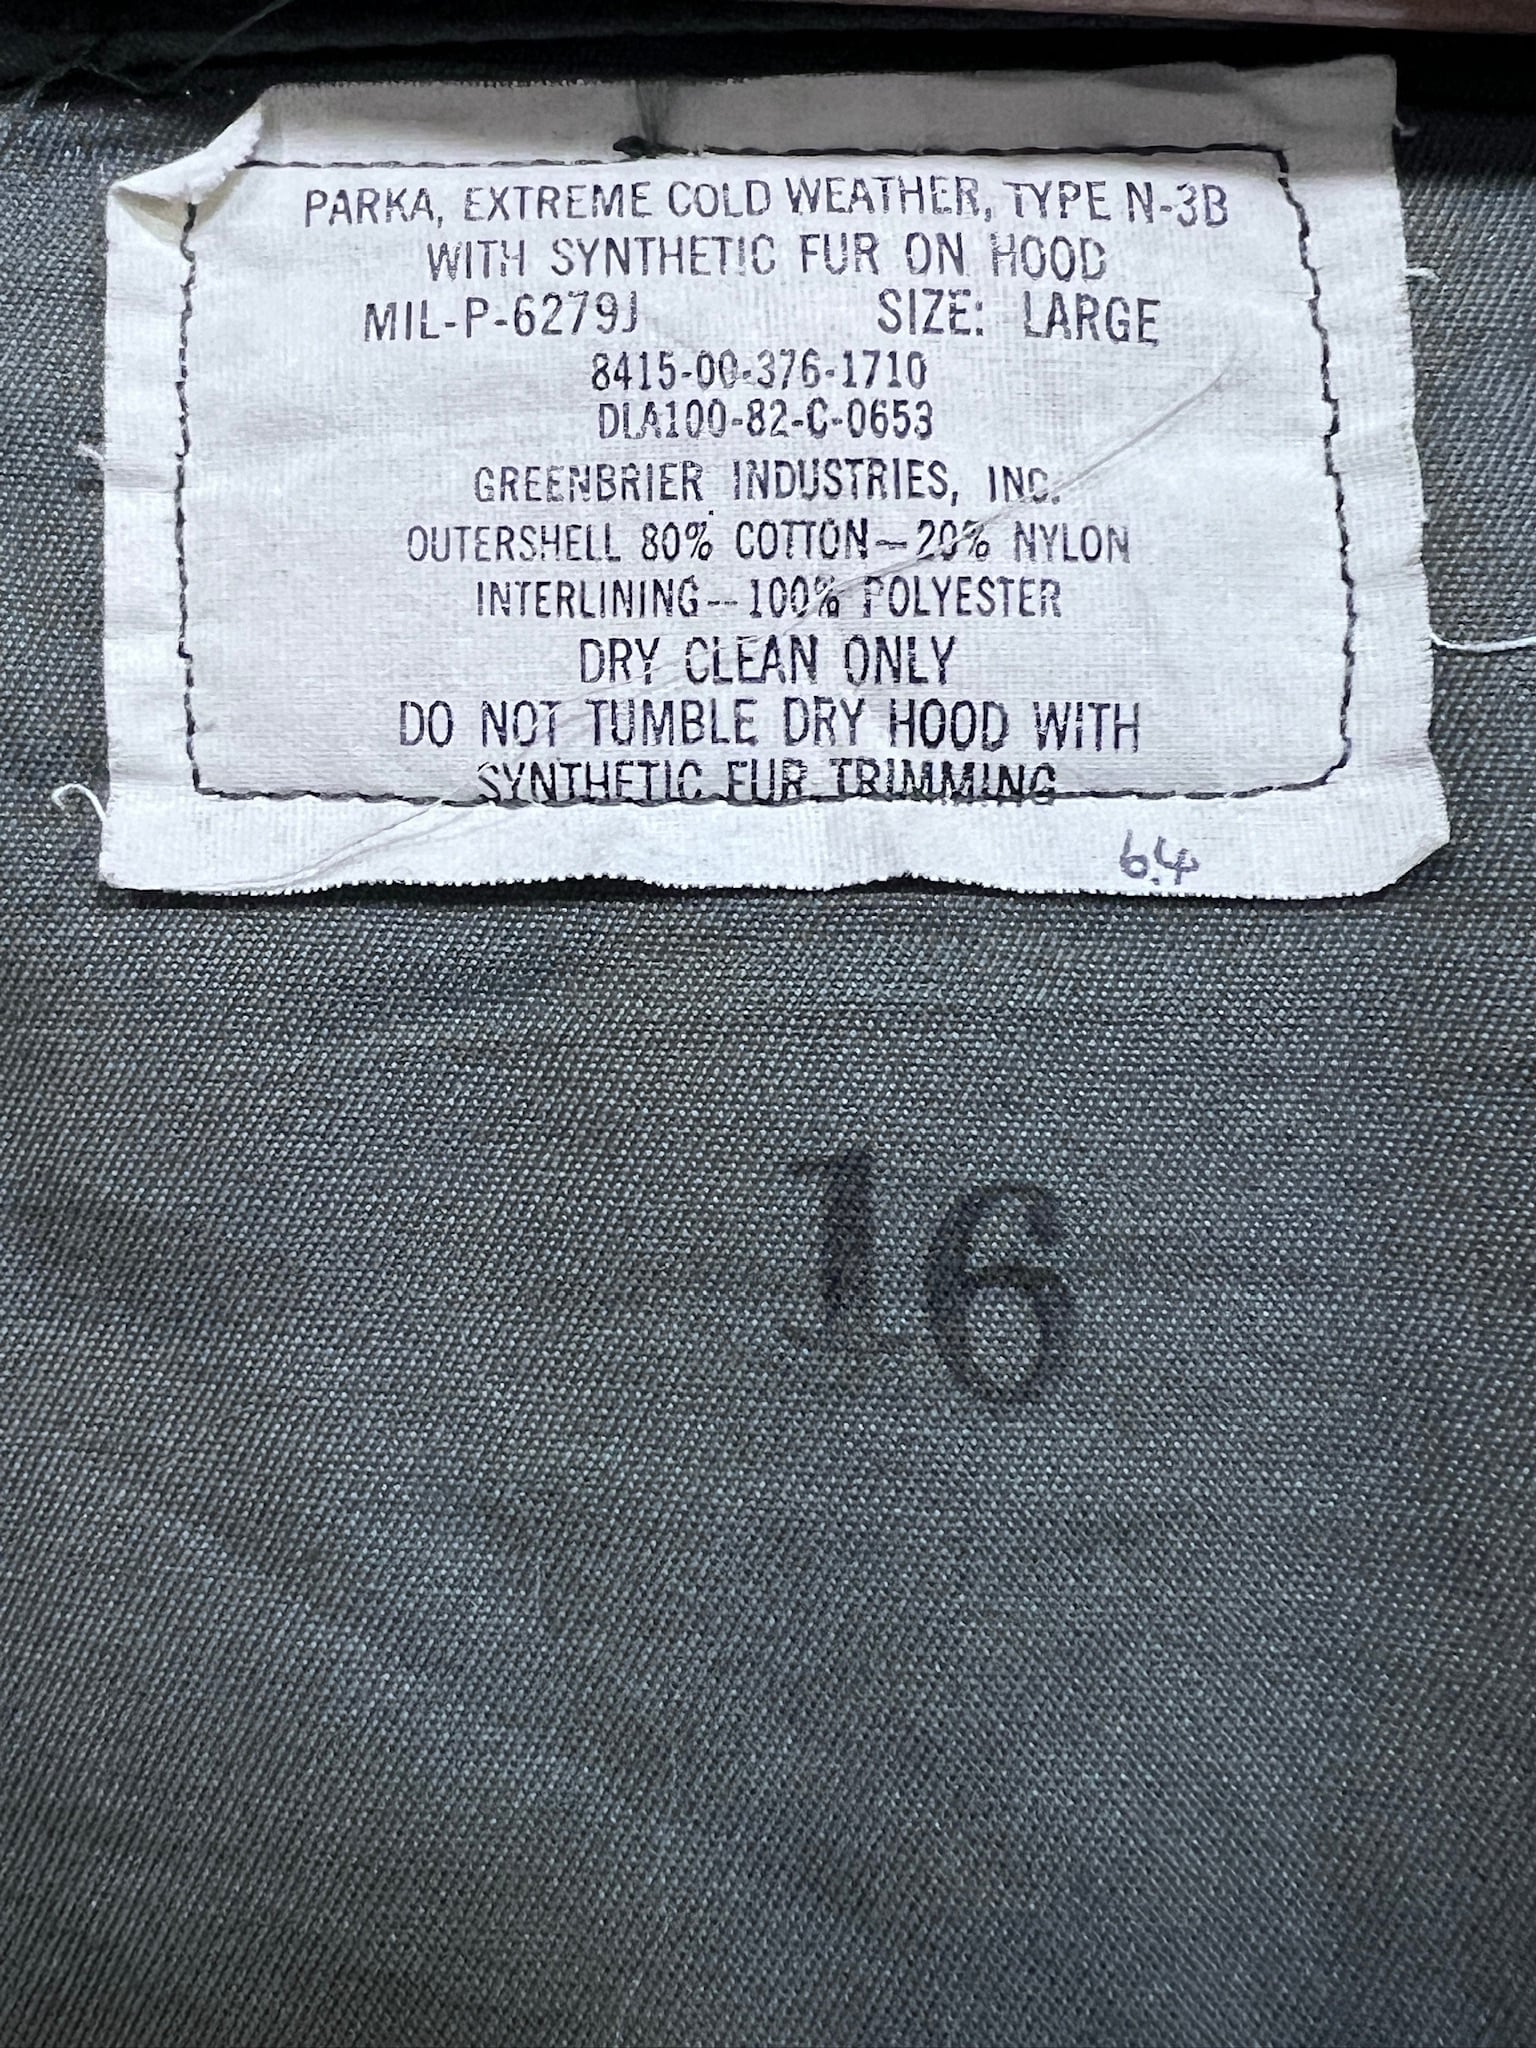 PARKA, EXTREME COLD WEATHER, TYPE N-3B
WITH SYNTHETIC FUR ON HOOD
MIL-P-6279J SIZE: LARGE
8415-00-376-1710
DLA100-82-C-0653
GREENBRIER INDUSTRIES, INC.
OUTERSHELL 80% COTTON-20% NYLON
INTERLINING--100% POLYESTER
DRY CLEAN ONLY
DO NOT TUMBLE DRY HOOD WITH
SYNTHETIC FUR TRIMMING
64
16